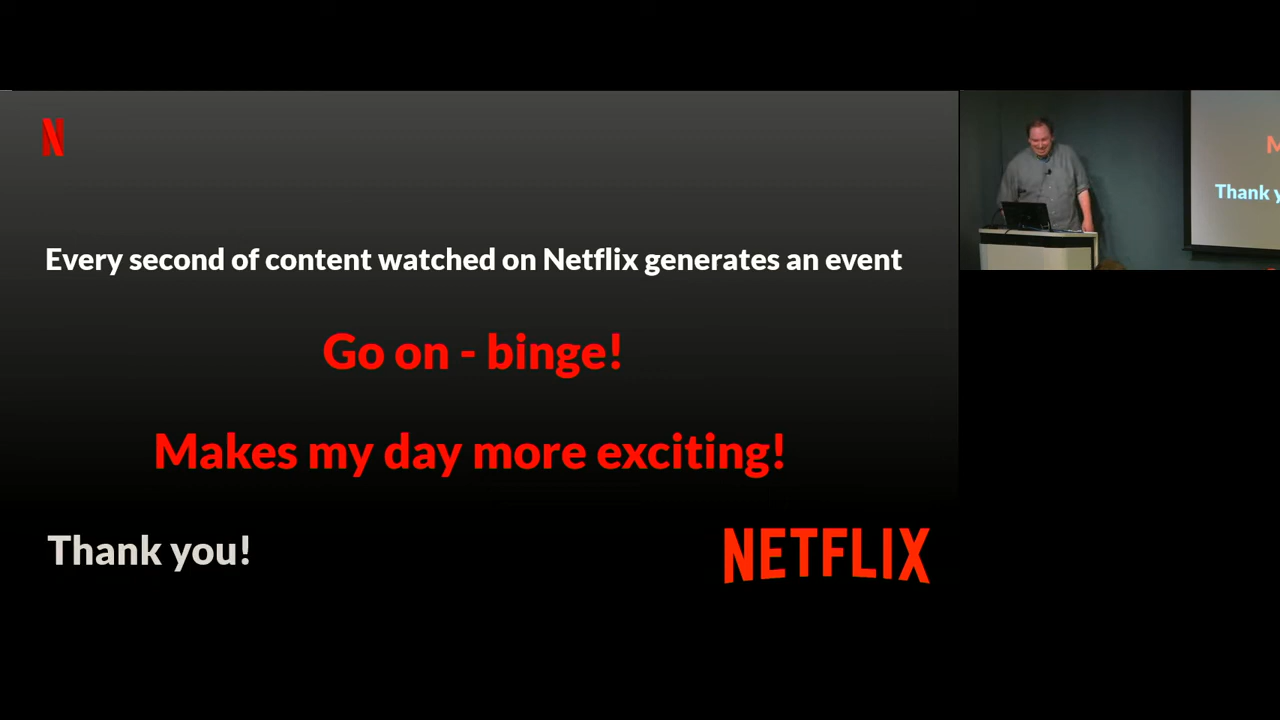 N
Every second of content watched on Netflix generates an event
Go on - binge!
Makes my day more exciting!
Thank you!
NETFLIX
M
Thank y